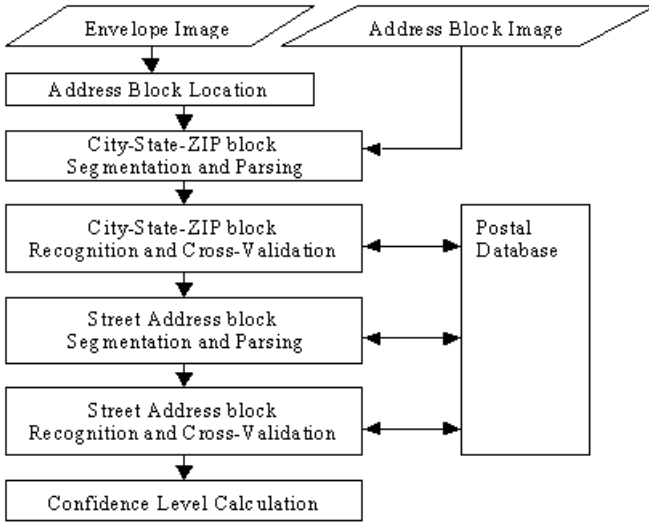 Envelope Image
Address Block Image
Address Block Location
City-State-ZIP block
Segmentation and Parsing
City-State-ZIP block
Recognition and Cross-Validation
Postal
Database
Street Address block
Segmentation and Parsing
Street Address block
Recognition and Cross-Validation
Confidence Level Calculation